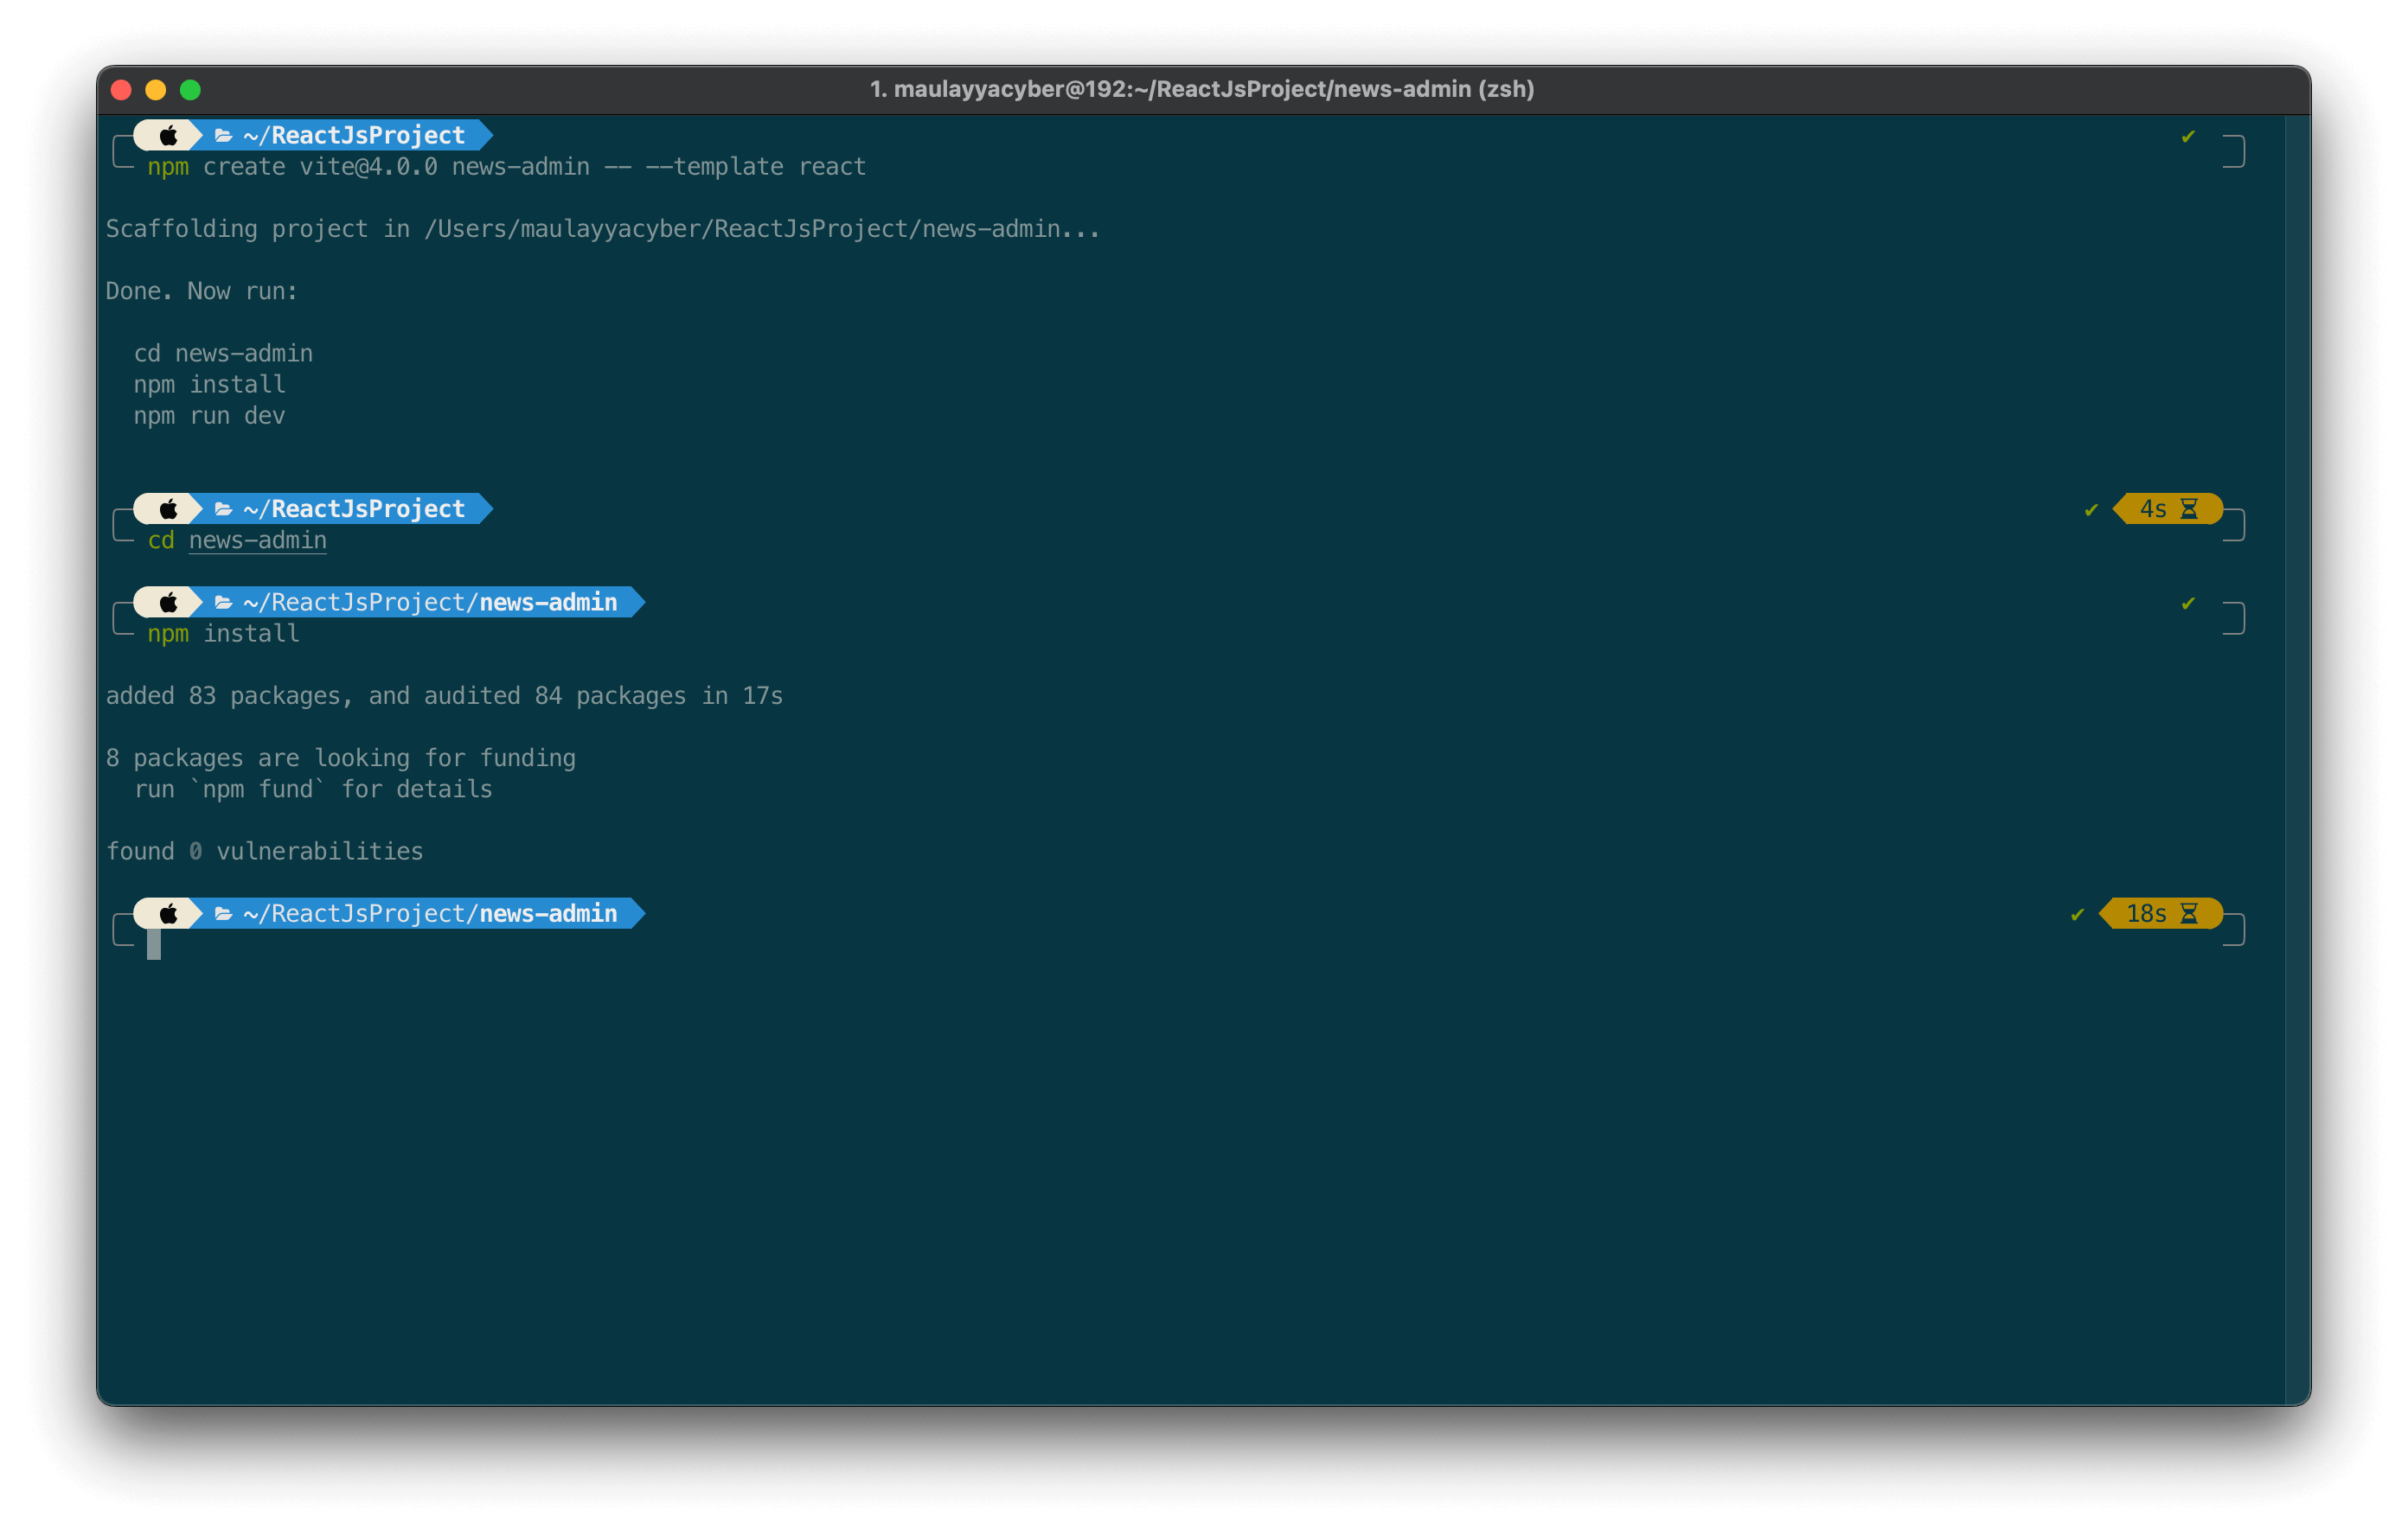 1. maulayyacyber@192:~/ReactJsProject/news-admin (zsh)
~/ReactJsProject ✔
npm create vite@4.0.0 news-admin -- --template react
Scaffolding project in /Users/maulayyacyber/ReactJsProject/news-admin...
Done. Now run:
cd news-admin
npm install
npm run dev
~/ReactJsProject ✔ 4s
cd news-admin
~/ReactJsProject/news-admin ✔
npm install
added 83 packages, and audited 84 packages in 17s
8 packages are looking for funding
run `npm fund` for details
found 0 vulnerabilities
~/ReactJsProject/news-admin ✔ 18s